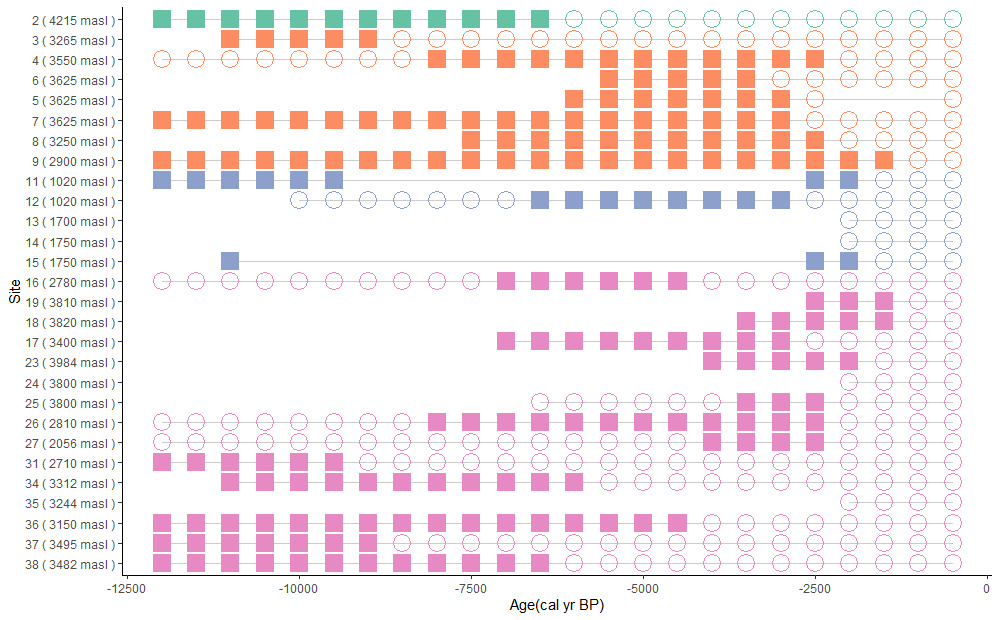 2 ( 4215 masl )
3 ( 3265 masl )
4 ( 3550 masl )
6 ( 3625 masl )
5 ( 3625 masl )
7 ( 3625 masl )
8 ( 3250 masl )
9 ( 2900 masl )
11 ( 1020 masl )
12 ( 1020 masl )
13 ( 1700 masl )
14 ( 1750 masl )
15 ( 1750 masl )
16 ( 2780 masl )
19 ( 3810 masl )
18 ( 3820 masl )
17 ( 3400 masl )
23 ( 3984 masl )
24 ( 3800 masl )
25 ( 3800 masl )
26 ( 2810 masl )
27 ( 2056 masl )
31 ( 2710 masl )
34 ( 3312 masl )
35 ( 3244 masl )
36 ( 3150 masl )
37 ( 3495 masl )
38 ( 3482 masl )
Site
-12500 -10000 -7500 -5000 -2500 0
Age(cal yr BP)